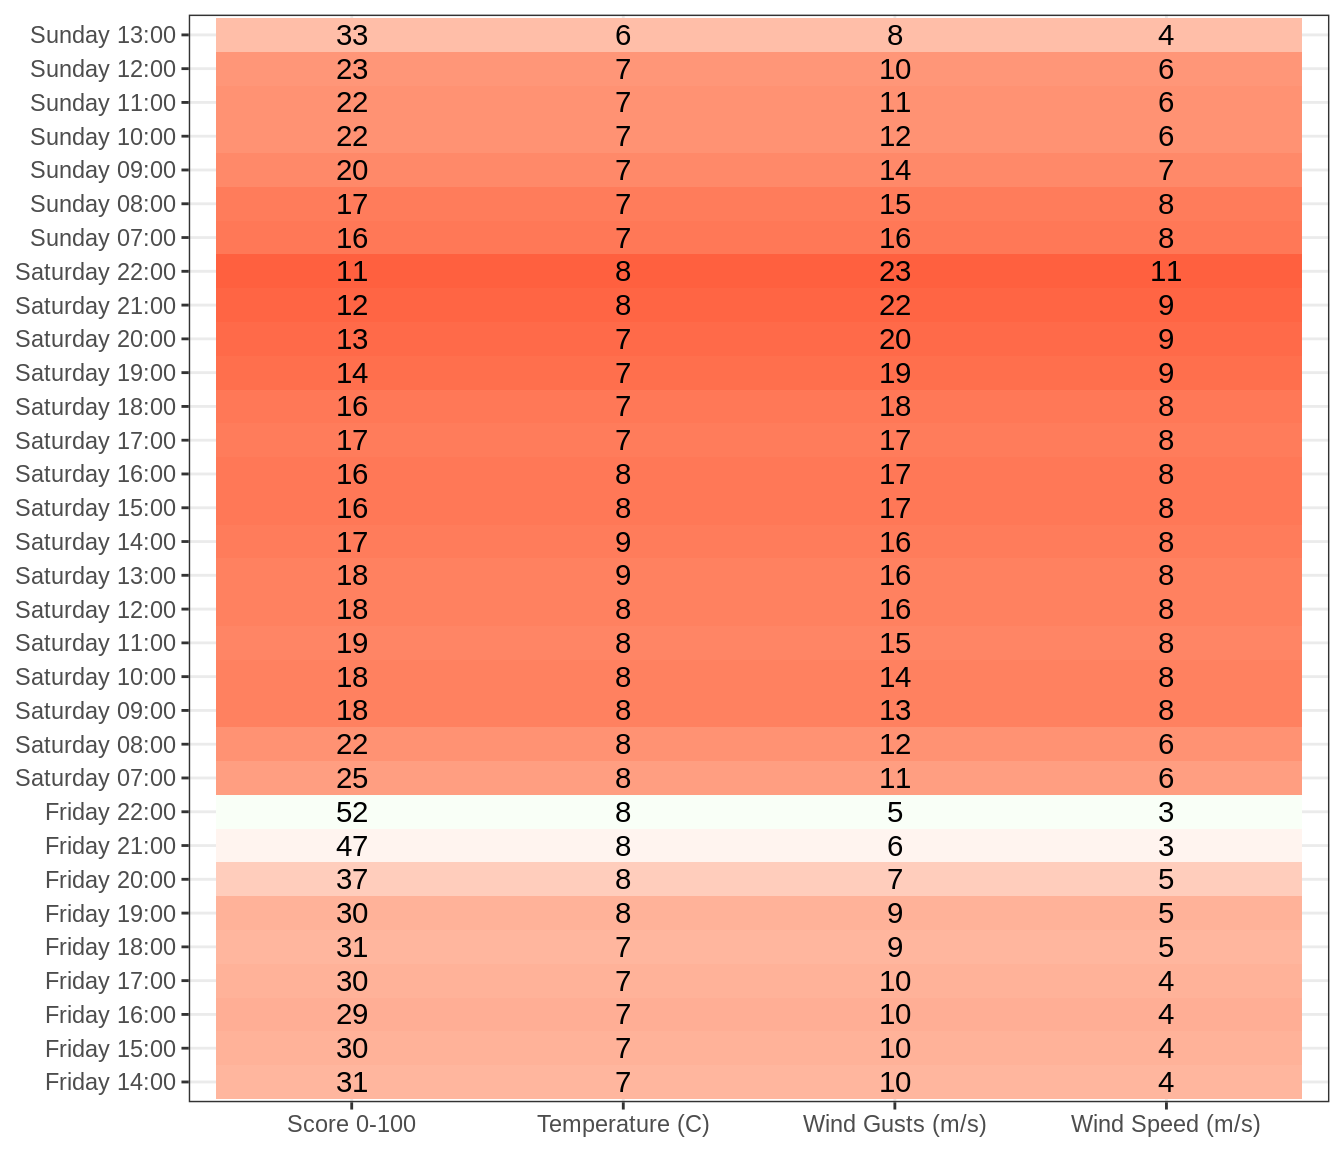 Sunday 13:00 33 6 8 4
Sunday 12:00 23 7 10 6
Sunday 11:00 22 7 11 6
Sunday 10:00 22 7 12 6
Sunday 09:00 20 7 14 7
Sunday 08:00 17 7 15 8
Sunday 07:00 16 7 16 8
Saturday 22:00 11 8 23 11
Saturday 21:00 12 8 22 9
Saturday 20:00 13 7 20 9
Saturday 19:00 14 7 19 9
Saturday 18:00 16 7 18 8
Saturday 17:00 17 7 17 8
Saturday 16:00 16 8 17 8
Saturday 15:00 16 8 17 8
Saturday 14:00 17 9 16 8
Saturday 13:00 18 9 16 8
Saturday 12:00 18 8 16 8
Saturday 11:00 19 8 15 8
Saturday 10:00 18 8 14 8
Saturday 09:00 18 8 13 8
Saturday 08:00 22 8 12 6
Saturday 07:00 25 8 11 6
Friday 22:00 52 8 5 3
Friday 21:00 47 8 6 3
Friday 20:00 37 8 7 5
Friday 19:00 30 8 9 5
Friday 18:00 31 7 9 5
Friday 17:00 30 7 10 4
Friday 16:00 29 7 10 4
Friday 15:00 30 7 10 4
Friday 14:00 31 7 10 4
Score 0-100 Temperature (C) Wind Gusts (m/s) Wind Speed (m/s)